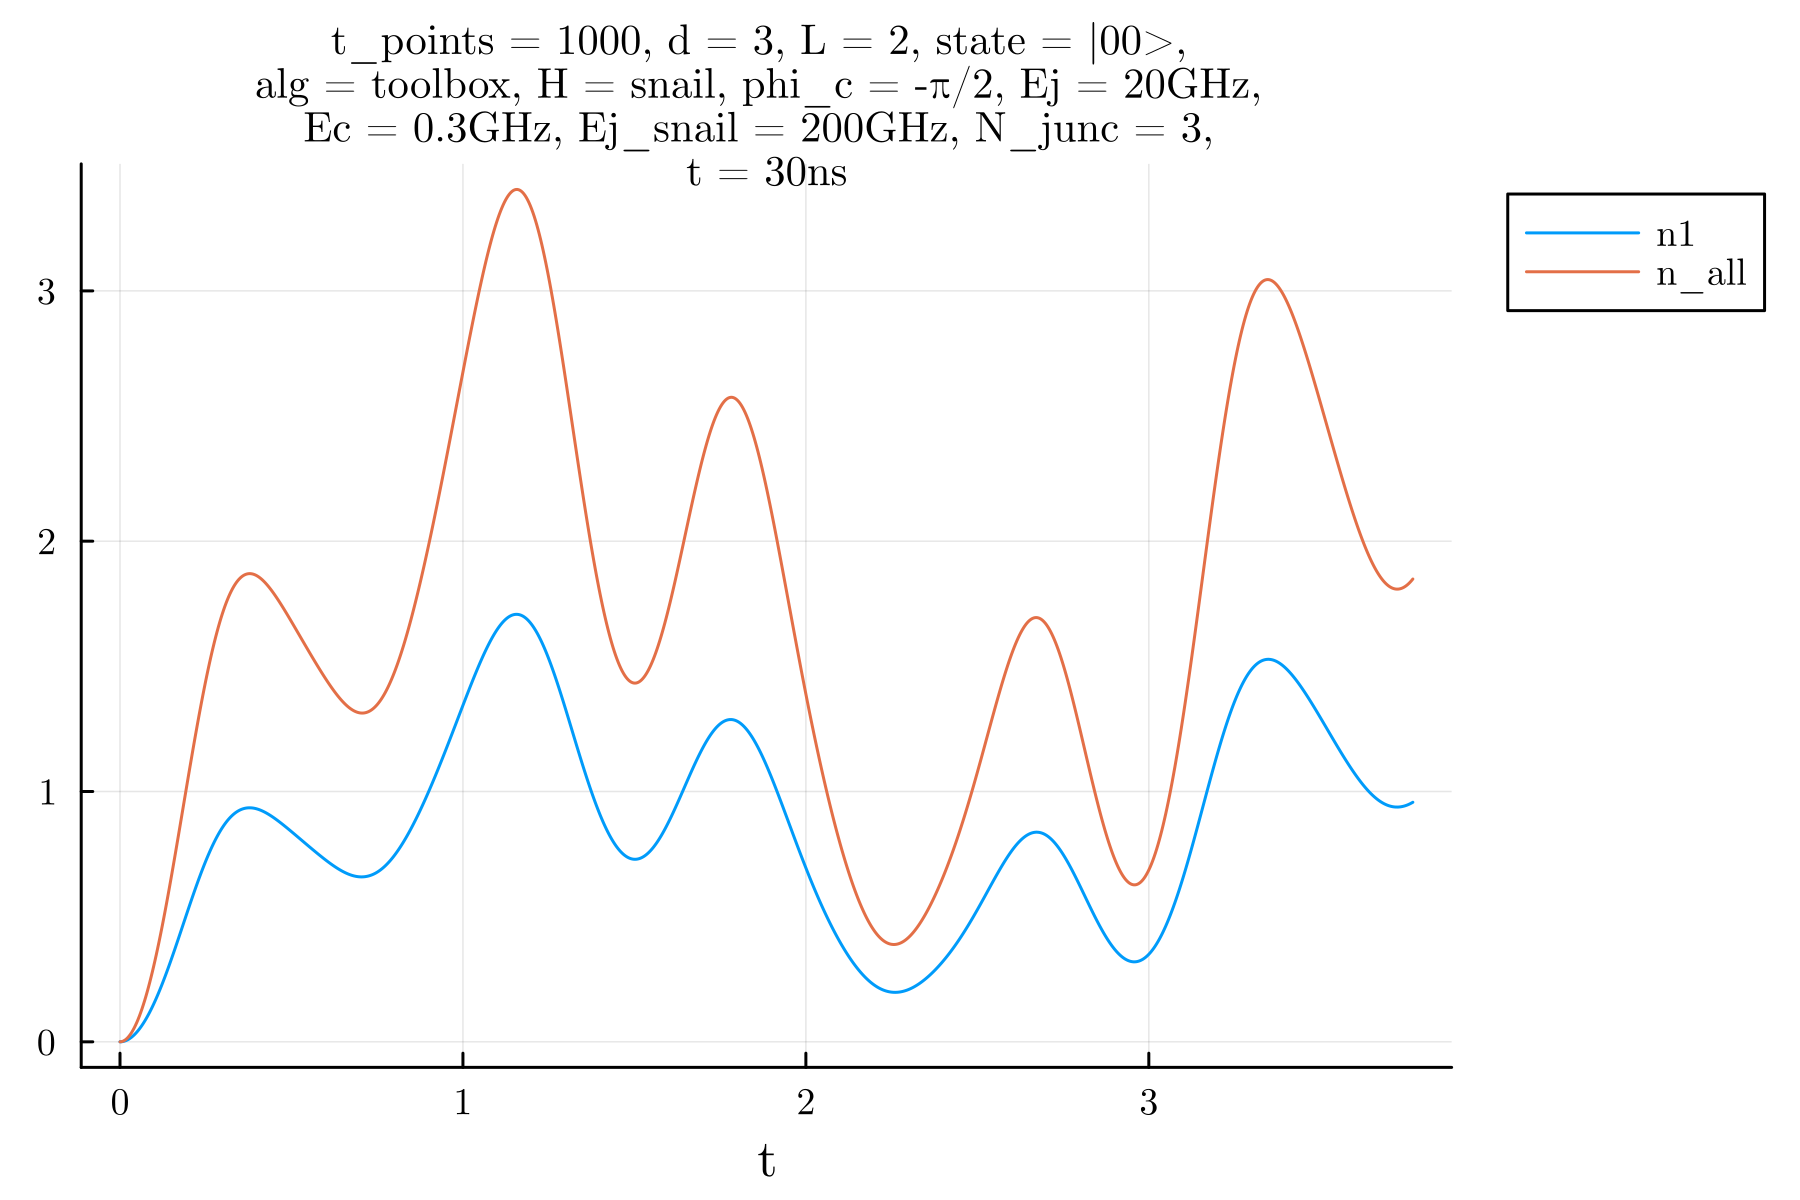 t_points = 1000, d = 3, L = 2, state = |00>,
alg = toolbox, H = snail, phi_c = -π/2, Ej = 20GHz,
Ec = 0.3GHz, Ej_snail = 200GHz, N_junc = 3,
t = 30ns
n1
n_all
3
2
1
0
0 1 2 3
t